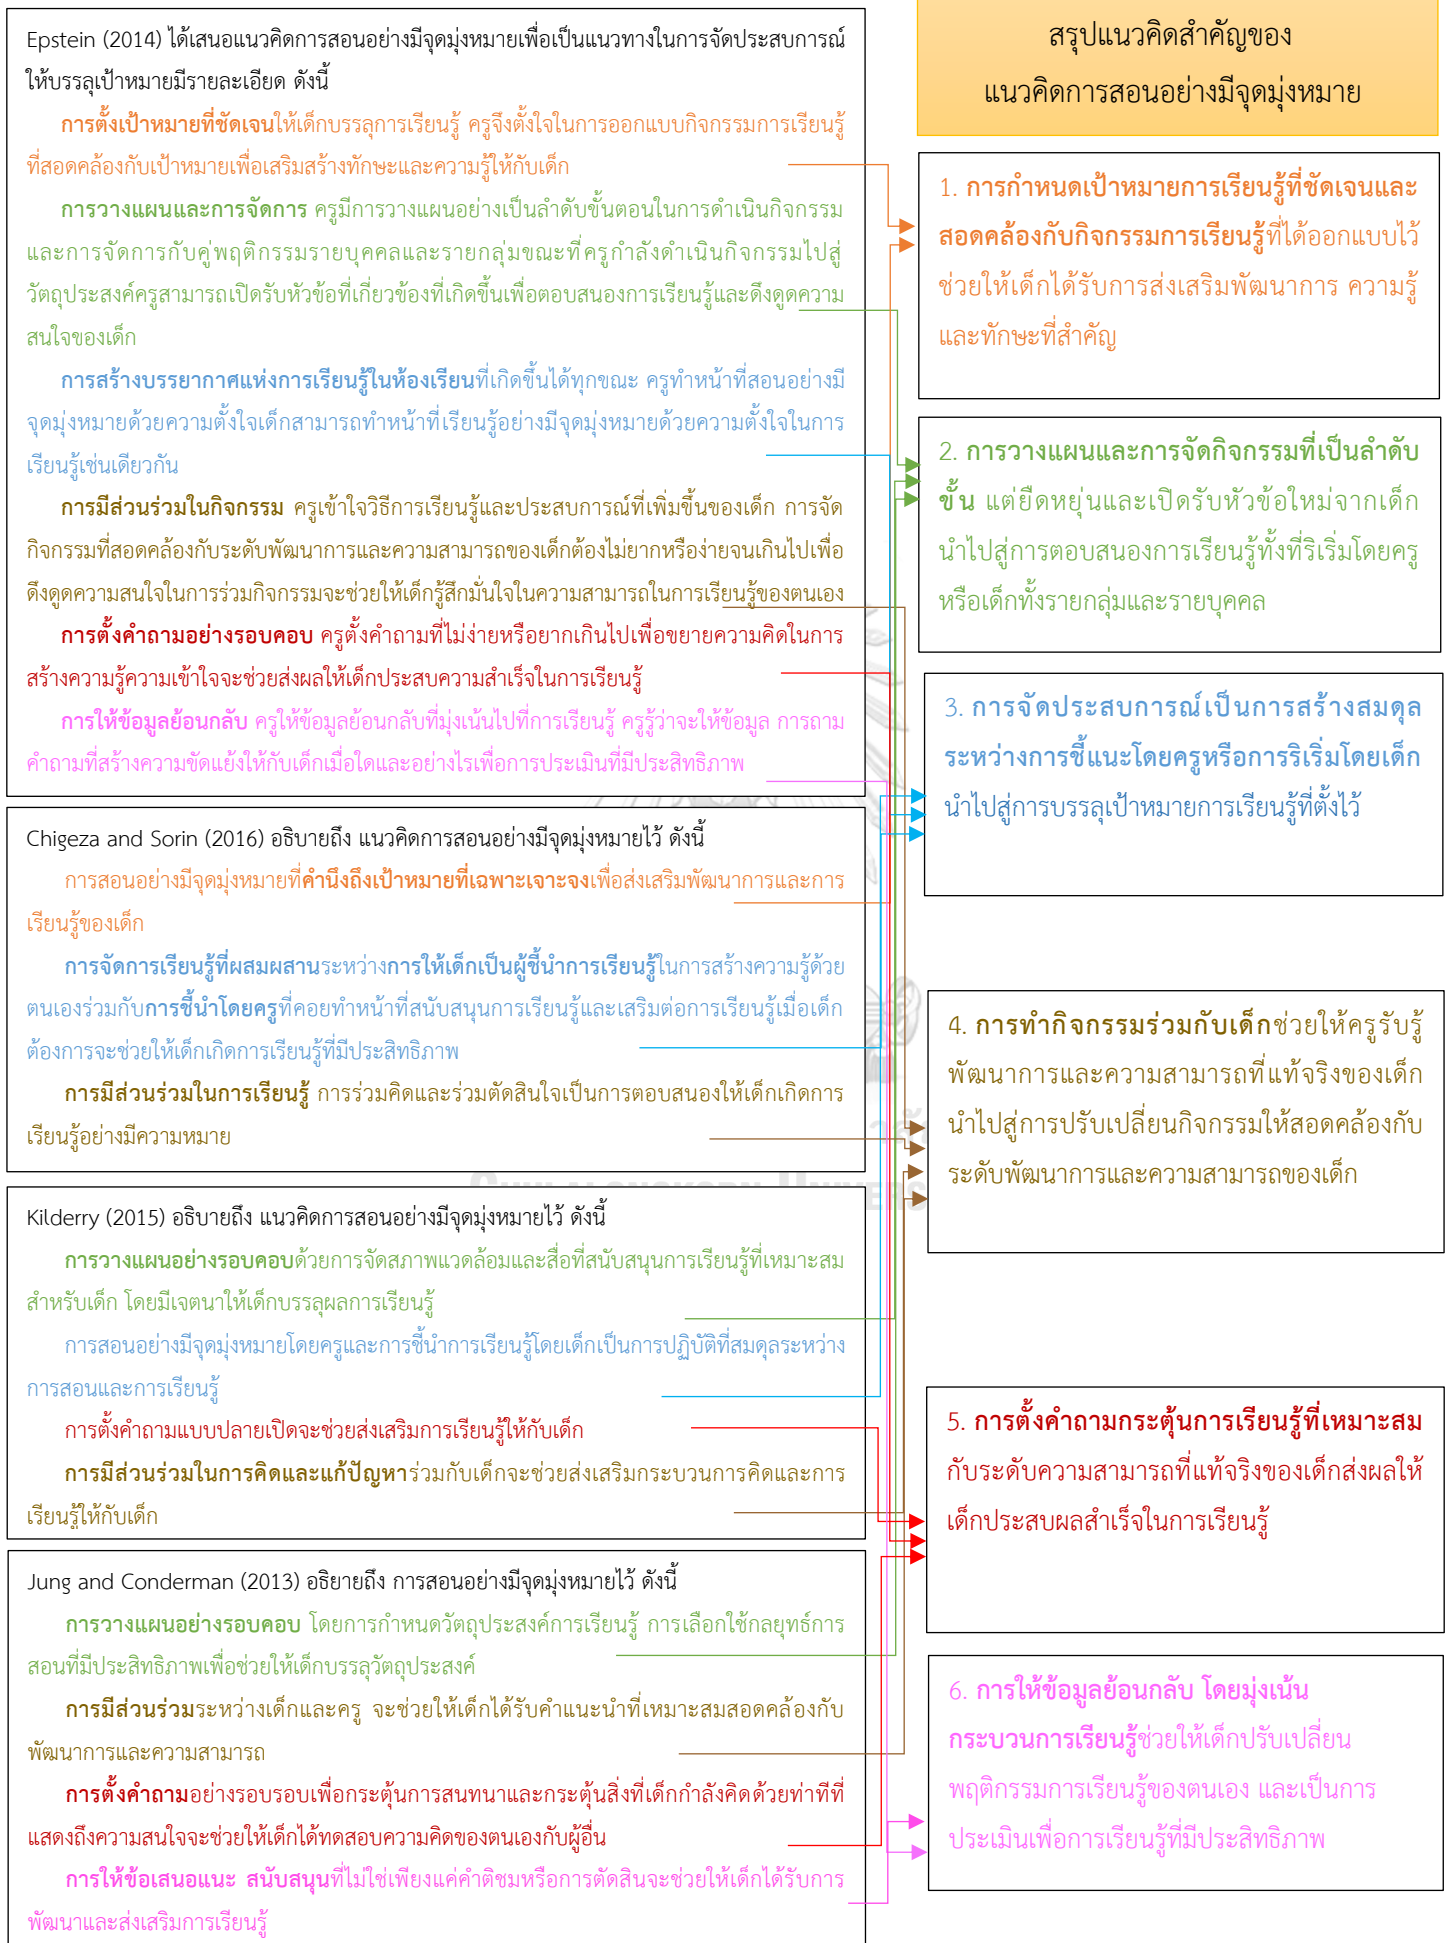 Epstein (2014) ได้เสนอแนวคิดการสอนอย่างมีจุดมุ่งหมายเพื่อเป็นแนวทางในการจัดประสบการณ์
ให้บรรลุเป้าหมายมีรายละเอียด ดังนี้
การตั้งเป้าหมายที่ชัดเจนให้เด็กบรรลุการเรียนรู้ ครูจึงตั้งใจในการออกแบบกิจกรรมการเรียนรู้
ที่สอดคล้องกับเป้าหมายเพื่อเสริมสร้างทักษะและความรู้ให้กับเด็ก
การวางแผนและการจัดการ ครูมีการวางแผนอย่างเป็นลำดับขั้นตอนในการดำเนินกิจกรรม
และการจัดการกับคู่พฤติกรรมรายบุคคลและรายกลุ่มขณะที่ครูกำลังดำเนินกิจกรรมไปสู่
วัตถุประสงค์ครูสามารถเปิดรับหัวข้อที่เกี่ยวข้องที่เกิดขึ้นเพื่อตอบสนองการเรียนรู้และดึงดูดความ
สนใจของเด็ก
การสร้างบรรยากาศแห่งการเรียนรู้ในห้องเรียนที่เกิดขึ้นได้ทุกขณะ ครูทำหน้าที่สอนอย่างมี
จุดมุ่งหมายด้วยความตั้งใจเด็กสามารถทำหน้าที่เรียนรู้อย่างมีจุดมุ่งหมายด้วยความตั้งใจในการ
เรียนรู้เช่นเดียวกัน
การมีส่วนร่วมในกิจกรรม ครูเข้าใจวิธีการเรียนรู้และประสบการณ์ที่เพิ่มขึ้นของเด็ก การจัด
กิจกรรมที่สอดคล้องกับระดับพัฒนาการและความสามารถของเด็กต้องไม่ยากหรือง่ายจนเกินไปเพื่อ
ดึงดูดความสนใจในการร่วมกิจกรรมจะช่วยให้เด็กรู้สึกมั่นใจในความสามารถในการเรียนรู้ของตนเอง
การตั้งคำถามอย่างรอบคอบ ครูตั้งคำถามที่ไม่ง่ายหรือยากเกินไปเพื่อขยายความคิดในการ
สร้างความรู้ความเข้าใจจะช่วยส่งผลให้เด็กประสบความสำเร็จในการเรียนรู้
การให้ข้อมูลย้อนกลับ ครูให้ข้อมูลย้อนกลับที่มุ่งเน้นไปที่การเรียนรู้ ครูรู้ว่าจะให้ข้อมูล การถาม
คำถามที่สร้างความขัดแย้งให้กับเด็กเมื่อใดและอย่างไรเพื่อการประเมินที่มีประสิทธิภาพ
Chigeza and Sorin (2016) อธิบายถึง แนวคิดการสอนอย่างมีจุดมุ่งหมายไว้ ดังนี้
การสอนอย่างมีจุดมุ่งหมายที่คำนึงถึงเป้าหมายที่เฉพาะเจาะจงเพื่อส่งเสริมพัฒนาการและการ
เรียนรู้ของเด็ก
การจัดการเรียนรู้ที่ผสมผสานระหว่างการให้เด็กเป็นผู้ชี้นำการเรียนรู้ในการสร้างความรู้ด้วย
ตนเองร่วมกับการชี้นำโดยครูที่คอยทำหน้าที่สนับสนุนการเรียนรู้และเสริมต่อการเรียนรู้เมื่อเด็ก
ต้องการจะช่วยให้เด็กเกิดการเรียนรู้ที่มีประสิทธิภาพ
การมีส่วนร่วมในการเรียนรู้ การร่วมคิดและร่วมตัดสินใจเป็นการตอบสนองให้เด็กเกิดการ
เรียนรู้อย่างมีความหมาย
Kilderry (2015) อธิบายถึง แนวคิดการสอนอย่างมีจุดมุ่งหมายไว้ ดังนี้
การวางแผนอย่างรอบคอบด้วยการจัดสภาพแวดล้อมและสื่อที่สนับสนุนการเรียนรู้ที่เหมาะสม
สำหรับเด็ก โดยมีเจตนาให้เด็กบรรลุผลการเรียนรู้
การสอนอย่างมีจุดมุ่งหมายโดยครูและการชี้นำการเรียนรู้โดยเด็กเป็นการปฏิบัติที่สมดุลระหว่าง
การสอนและการเรียนรู้
การตั้งคำถามแบบปลายเปิดจะช่วยส่งเสริมการเรียนรู้ให้กับเด็ก
การมีส่วนร่วมในการคิดและแก้ปัญหาร่วมกับเด็กจะช่วยส่งเสริมกระบวนการคิดและการ
เรียนรู้ให้กับเด็ก
Jung and Conderman (2013) อธิยายถึง การสอนอย่างมีจุดมุ่งหมายไว้ ดังนี้
การวางแผนอย่างรอบคอบ โดยการกำหนดวัตถุประสงค์การเรียนรู้ การเลือกใช้กลยุทธ์การ
สอนที่มีประสิทธิภาพเพื่อช่วยให้เด็กบรรลุวัตถุประสงค์
การมีส่วนร่วมระหว่างเด็กและครู จะช่วยให้เด็กได้รับคำแนะนำที่เหมาะสมสอดคล้องกับ
พัฒนาการและความสามารถ
การตั้งคำถามอย่างรอบรอบเพื่อกระตุ้นการสนทนาและกระตุ้นสิ่งที่เด็กกำลังคิดด้วยท่าทีที่
แสดงถึงความสนใจจะช่วยให้เด็กได้ทดสอบความคิดของตนเองกับผู้อื่น
การให้ข้อเสนอแนะ สนับสนุนที่ไม่ใช่เพียงแค่คำติชมหรือการตัดสินจะช่วยให้เด็กได้รับการ
พัฒนาและส่งเสริมการเรียนรู้
สรุปแนวคิดสำคัญของ
แนวคิดการสอนอย่างมีจุดมุ่งหมาย
1. การกำหนดเป้าหมายการเรียนรู้ที่ชัดเจนและ
สอดคล้องกับกิจกรรมการเรียนรู้ที่ได้ออกแบบไว้
ช่วยให้เด็กได้รับการส่งเสริมพัฒนาการ ความรู้
และทักษะที่สำคัญ
2. การวางแผนและการจัดกิจกรรมที่เป็นลำดับ
ขั้น แต่ยืดหยุ่นและเปิดรับหัวข้อใหม่จากเด็ก
นำไปสู่การตอบสนองการเรียนรู้ทั้งที่ริเริ่มโดยครู
หรือเด็กทั้งรายกลุ่มและรายบุคคล
3. การจัดประสบการณ์เป็นการสร้างสมดุล
ระหว่างการชี้แนะโดยครูหรือการริเริ่มโดยเด็ก
นำไปสู่การบรรลุเป้าหมายการเรียนรู้ที่ตั้งไว้
4. การทำกิจกรรมร่วมกับเด็กช่วยให้ครูรับรู้
พัฒนาการและความสามารถที่แท้จริงของเด็ก
นำไปสู่การปรับเปลี่ยนกิจกรรมให้สอดคล้องกับ
ระดับพัฒนาการและความสามารถของเด็ก
5. การตั้งคำถามกระตุ้นการเรียนรู้ที่เหมาะสม
กับระดับความสามารถที่แท้จริงของเด็กส่งผลให้
เด็กประสบผลสำเร็จในการเรียนรู้
6. การให้ข้อมูลย้อนกลับ โดยมุ่งเน้น
กระบวนการเรียนรู้ช่วยให้เด็กปรับเปลี่ยน
พฤติกรรมการเรียนรู้ของตนเอง และเป็นการ
ประเมินเพื่อการเรียนรู้ที่มีประสิทธิภาพ